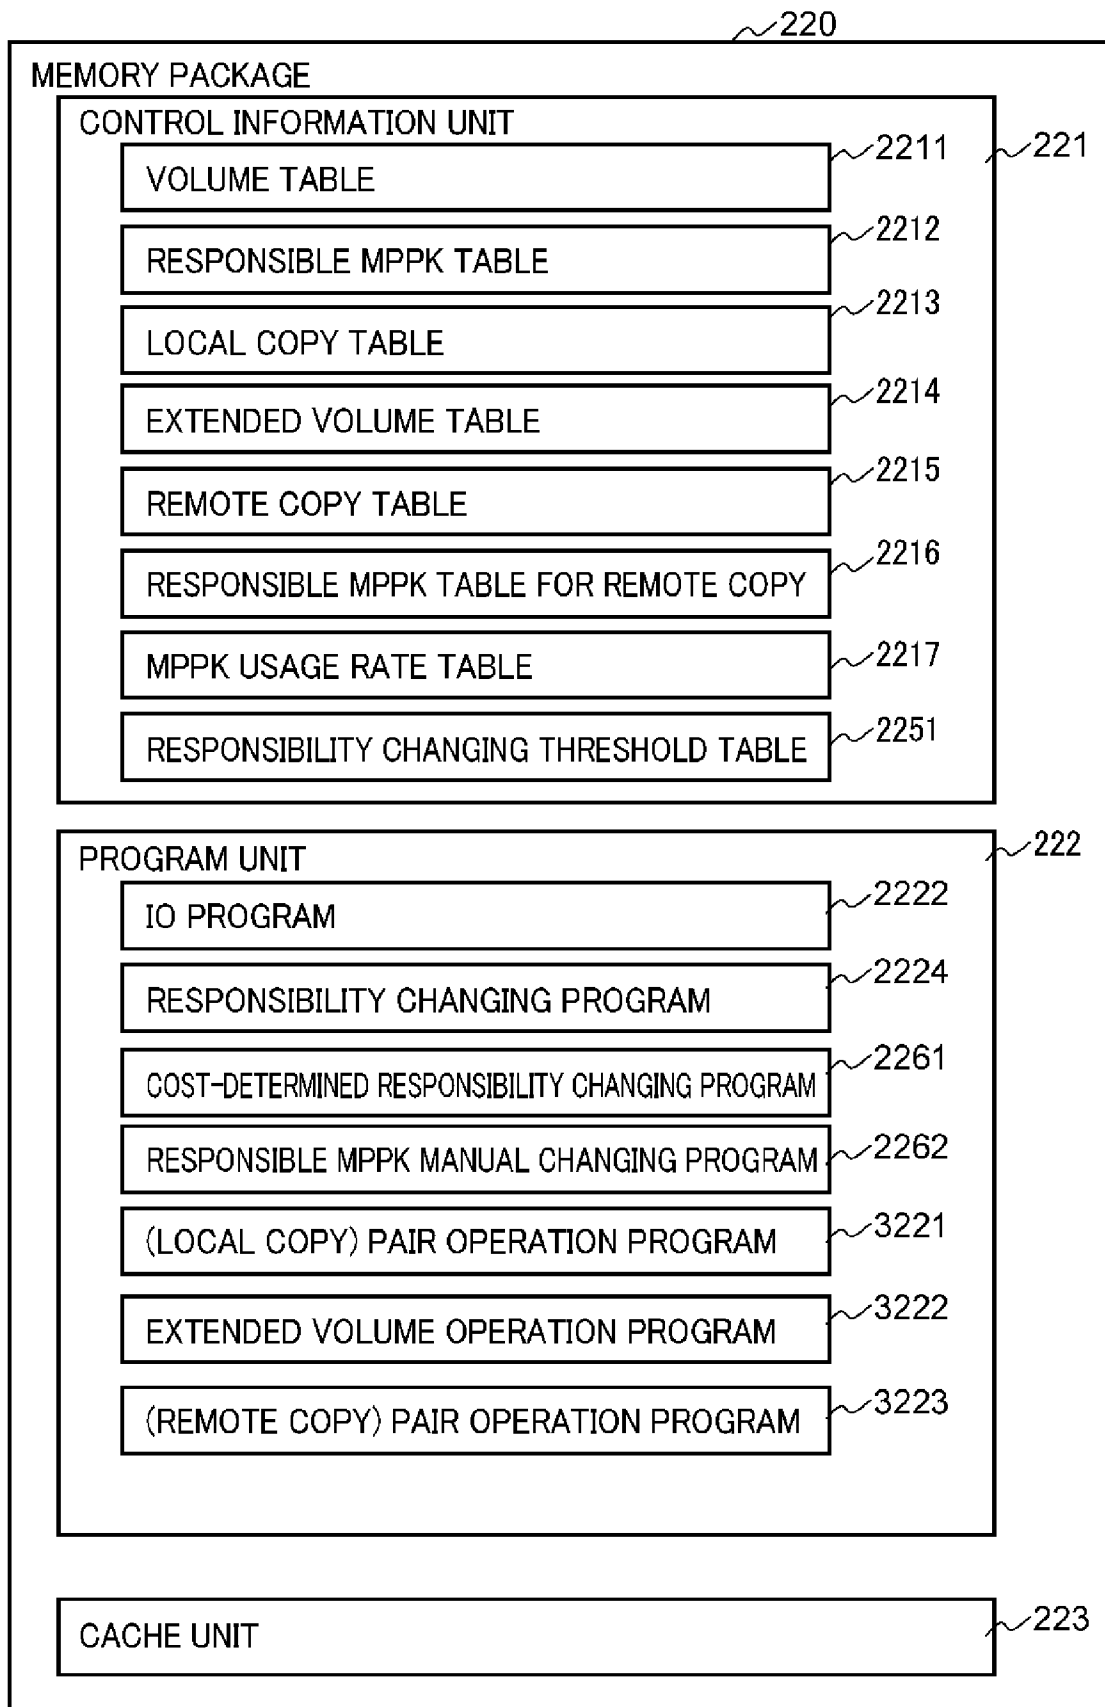 220
MEMORY PACKAGE
CONTROL INFORMATION UNIT
221
VOLUME TABLE
2211
RESPONSIBLE MPPK TABLE
2212
LOCAL COPY TABLE
2213
EXTENDED VOLUME TABLE
2214
REMOTE COPY TABLE
2215
RESPONSIBLE MPPK TABLE FOR REMOTE COPY
2216
MPPK USAGE RATE TABLE
2217
RESPONSIBILITY CHANGING THRESHOLD TABLE
2251
PROGRAM UNIT
222
IO PROGRAM
2222
RESPONSIBILITY CHANGING PROGRAM
2224
COST-DETERMINED RESPONSIBILITY CHANGING PROGRAM
2261
RESPONSIBLE MPPK MANUAL CHANGING PROGRAM
2262
(LOCAL COPY) PAIR OPERATION PROGRAM
3221
EXTENDED VOLUME OPERATION PROGRAM
3222
(REMOTE COPY) PAIR OPERATION PROGRAM
3223
CACHE UNIT
223